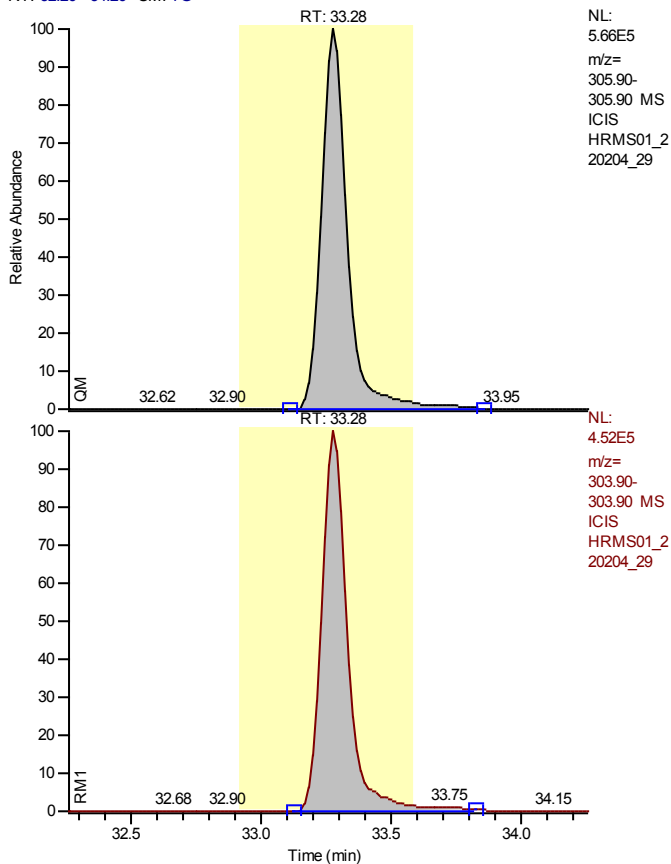 RT: 33.28
NL:
5.66E5
m/z=
305.90-
305.90 MS
ICIS
HRMS01_2
20204_29
100
90
80
70
60
50
40
30
20
10
0
Relative Abundance
QM
32.62 32.90 33.95
RT: 33.28
NL:
4.52E5
m/z=
303.90-
303.90 MS
ICIS
HRMS01_2
20204_29
100
90
80
70
60
50
40
30
20
10
0
RM1
32.68 32.90 33.75 34.15
32.5 33.0 33.5 34.0
Time (min)